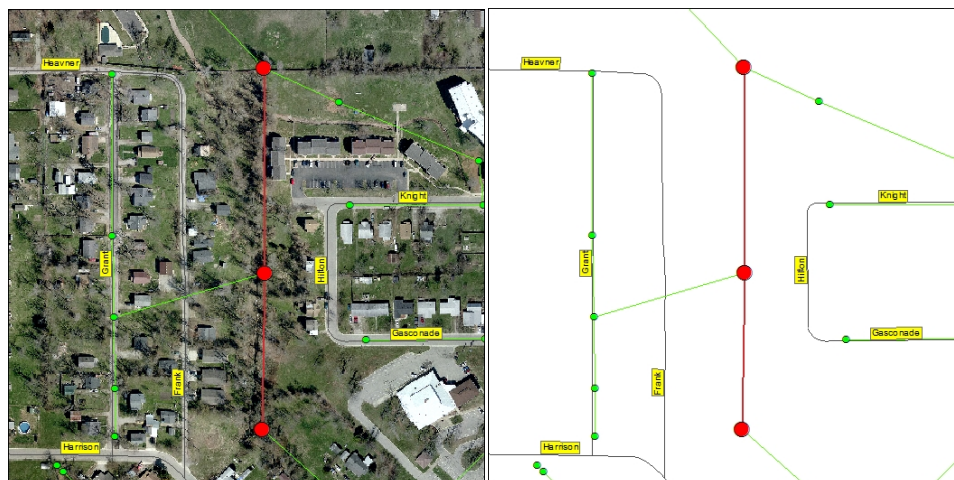 Heavner
Knight
Grant
Hilton
Gasconade
Frank
Harrison
Heavner
Knight
Grant
Hilton
Gasconade
Frank
Harrison